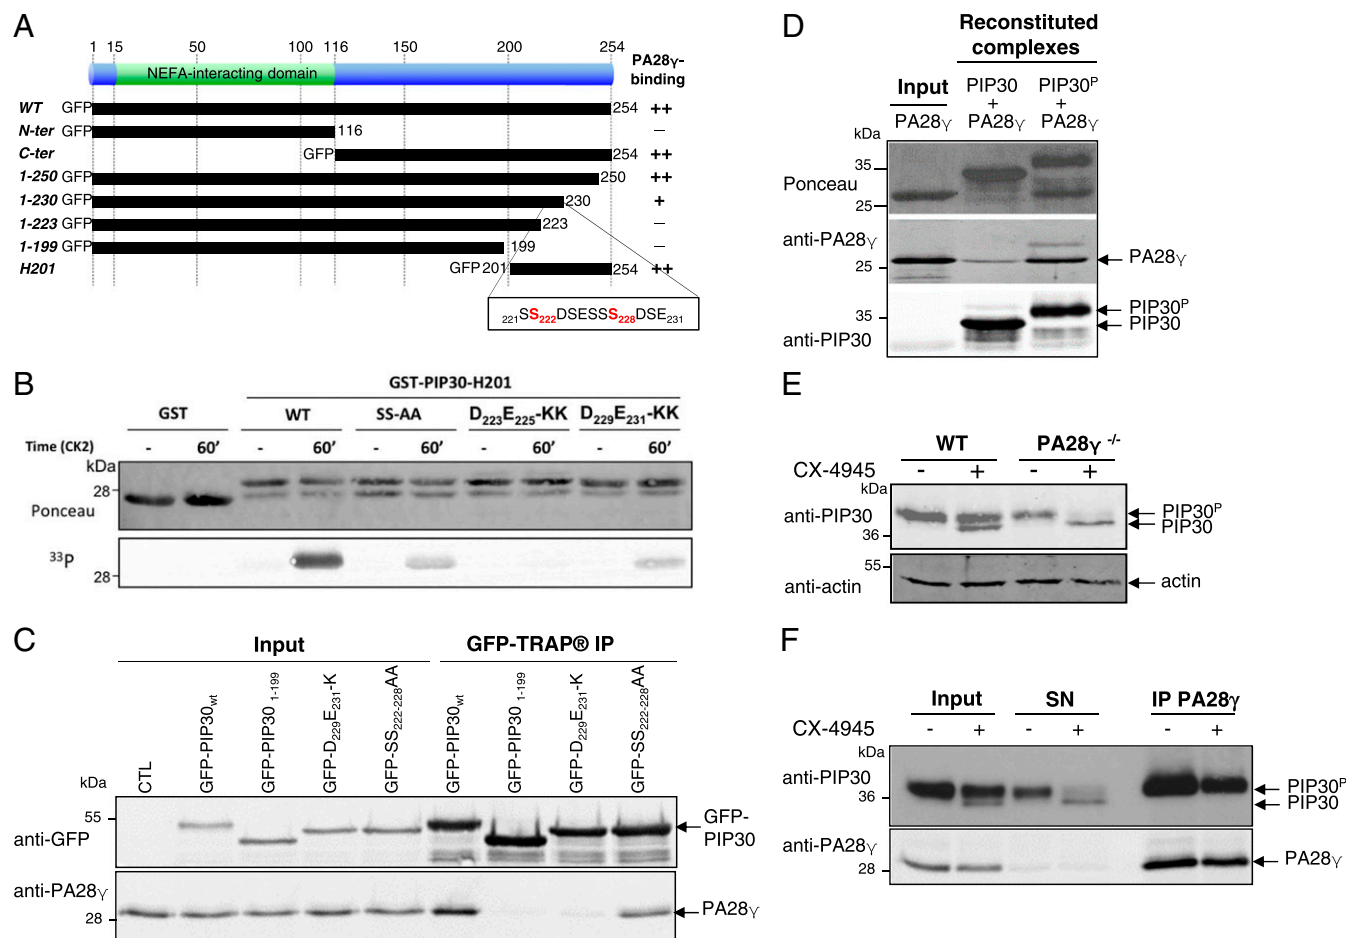 A
1 15 50 100 116 150 200 254
PA28γ-
binding
NEFA-interacting domain
WT GFP 254 ++
N-ter GFP 116 –
C-ter GFP 254 ++
1-250 GFP 250 ++
1-230 GFP 230 +
1-223 GFP 223 –
1-199 GFP 199 –
H201 GFP 201 254 ++
221SS222DSESSS228DSE231
B
GST-PIP30-H201
GST WT SS-AA D223E225-KK D229E231-KK
Time (CK2) - 60' - 60' - 60' - 60' - 60'
kDa
28
Ponceau
33P
28
C
Input GFP-TRAP® IP
CTL GFP-PIP30wt GFP-PIP30 1-199 GFP-D229E231-K GFP-SS222-228AA GFP-PIP30wt GFP-PIP30 1-199 GFP-D229E231-K GFP-SS222-228AA
kDa
55
anti-GFP
GFP-
PIP30
anti-PA28γ
28
PA28γ
D
Reconstituted
complexes
Input PIP30 PIP30P
+ +
PA28γ PA28γ PA28γ
kDa
35
Ponceau
25
anti-PA28γ
25
PA28γ
35
PIP30P
PIP30
anti-PIP30
E
WT PA28γ -/-
CX-4945 - + - +
kDa
anti-PIP30
PIP30P
PIP30
36
55
anti-actin
actin
F
Input SN IP PA28γ
CX-4945 - + - + - +
kDa
anti-PIP30
36
PIP30P
PIP30
anti-PA28γ
28
PA28γ